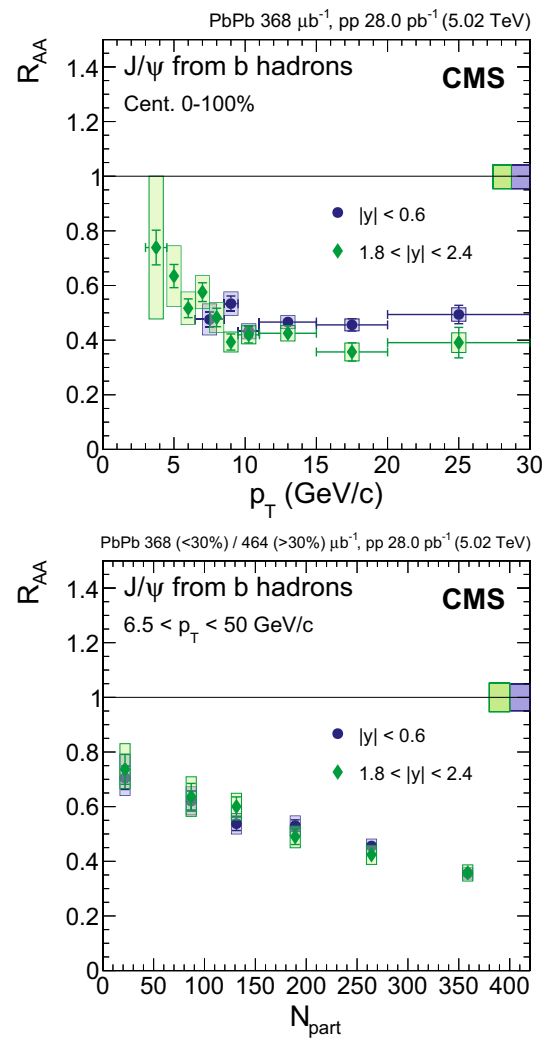 PbPb 368 μb⁻¹, pp 28.0 pb⁻¹ (5.02 TeV)
R_AA
1.4
J/ψ from b hadrons
CMS
Cent. 0-100%
1.2
1
|y| < 0.6
0.8
1.8 < |y| < 2.4
0.6
0.4
0.2
0
0 5 10 15 20 25 30
p_T (GeV/c)
PbPb 368 (<30%) / 464 (>30%) μb⁻¹, pp 28.0 pb⁻¹ (5.02 TeV)
R_AA
1.4
J/ψ from b hadrons
CMS
6.5 < p_T < 50 GeV/c
1.2
1
|y| < 0.6
0.8
1.8 < |y| < 2.4
0.6
0.4
0.2
0
0 50 100 150 200 250 300 350 400
N_part